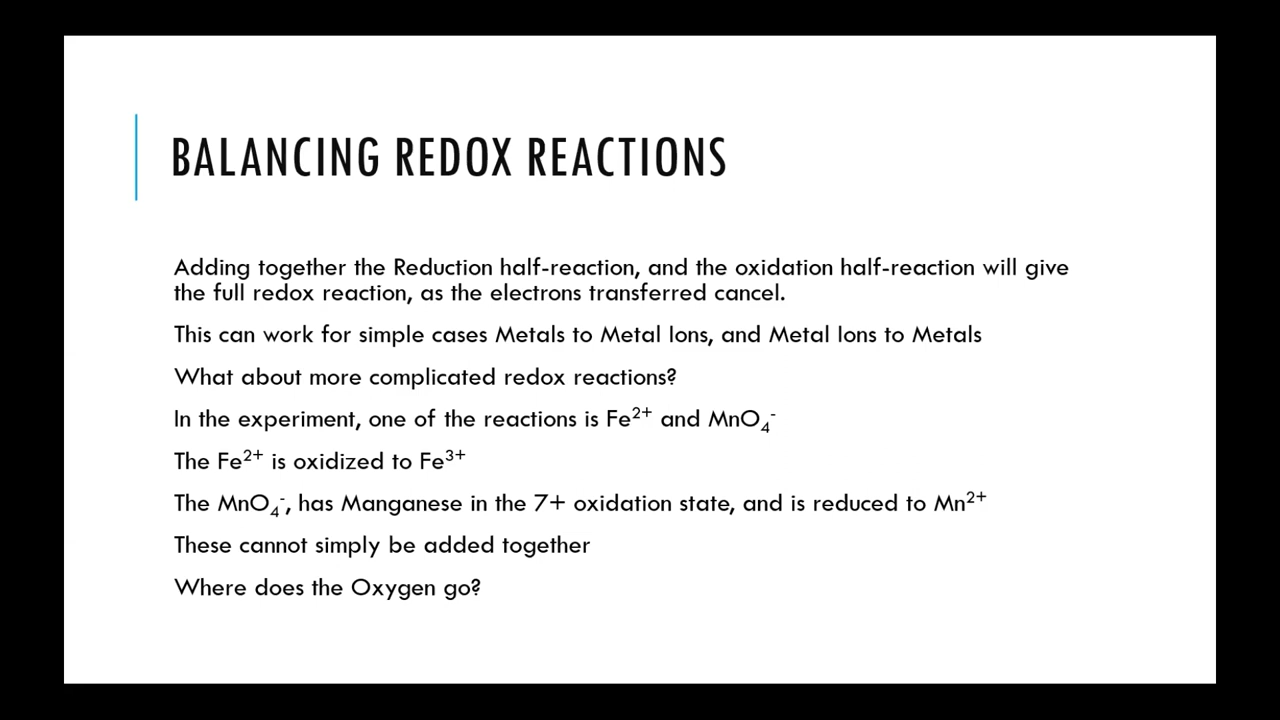 BALANCING REDOX REACTIONS
Adding together the Reduction half-reaction, and the oxidation half-reaction will give
the full redox reaction, as the electrons transferred cancel.
This can work for simple cases Metals to Metal Ions, and Metal Ions to Metals
What about more complicated redox reactions?
In the experiment, one of the reactions is Fe²⁺ and MnO₄⁻
The Fe²⁺ is oxidized to Fe³⁺
The MnO₄⁻, has Manganese in the 7+ oxidation state, and is reduced to Mn²⁺
These cannot simply be added together
Where does the Oxygen go?